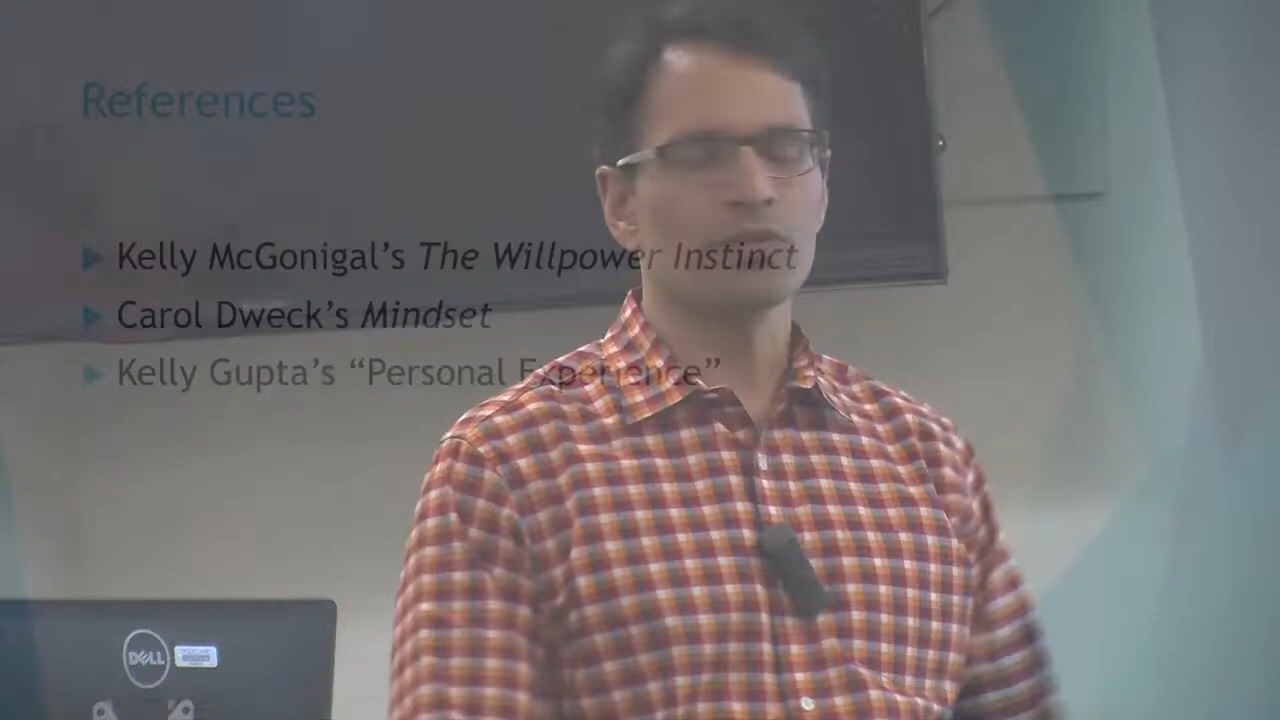 References
Kelly McGonigal’s The Willpower Instinct
Carol Dweck’s Mindset
Kelly Gupta’s “Personal Experience”
DELL